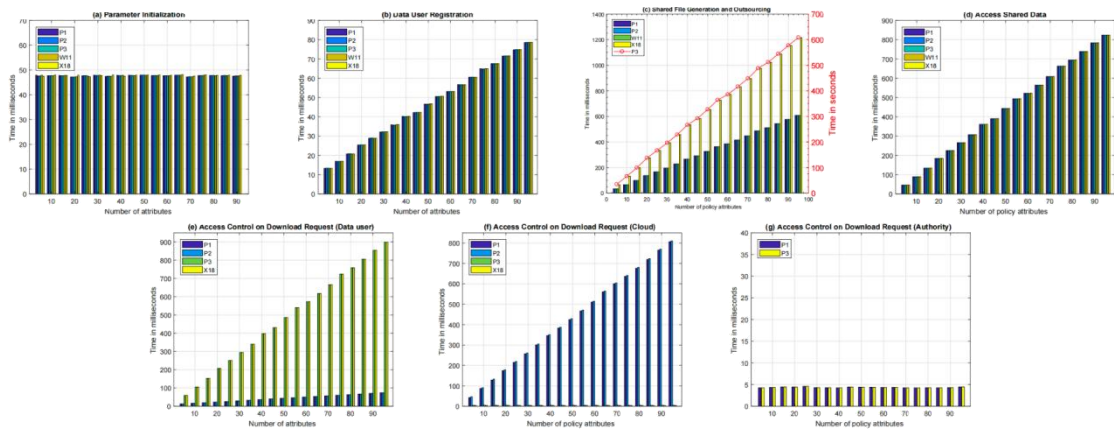 (a) Parameter Initialization
Time in milliseconds
70
60
50
40
30
20
10
0
P1
P2
P3
W11
X18
10 20 30 40 50 60 70 80 90
Number of attributes
(b) Data User Registration
Time in milliseconds
90
80
70
60
50
40
30
20
10
0
P1
P2
P3
W11
X18
10 20 30 40 50 60 70 80 90
Number of attributes
(c) Shared File Generation and Outsourcing
Time in milliseconds
1400
1200
1000
800
600
400
200
0
P1
P2
W11
X18
P3
700
600
500
400
300
200
100
0
Time in seconds
0 10 20 30 40 50 60 70 80 90 100
Number of policy attributes
(d) Access Shared Data
Time in milliseconds
900
800
700
600
500
400
300
200
100
0
P1
P2
P3
W11
X18
10 20 30 40 50 60 70 80 90
Number of policy attributes
(e) Access Control on Download Request (Data user)
Time in milliseconds
900
800
700
600
500
400
300
200
100
0
P1
P2
P3
X18
10 20 30 40 50 60 70 80 90
Number of attributes
(f) Access Control on Download Request (Cloud)
Time in milliseconds
800
700
600
500
400
300
200
100
0
P1
P2
P3
X18
10 20 30 40 50 60 70 80 90
Number of policy attributes
(g) Access Control on Download Request (Authority)
Time in milliseconds
40
35
30
25
20
15
10
5
0
P1
P3
10 20 30 40 50 60 70 80 90
Number of policy attributes